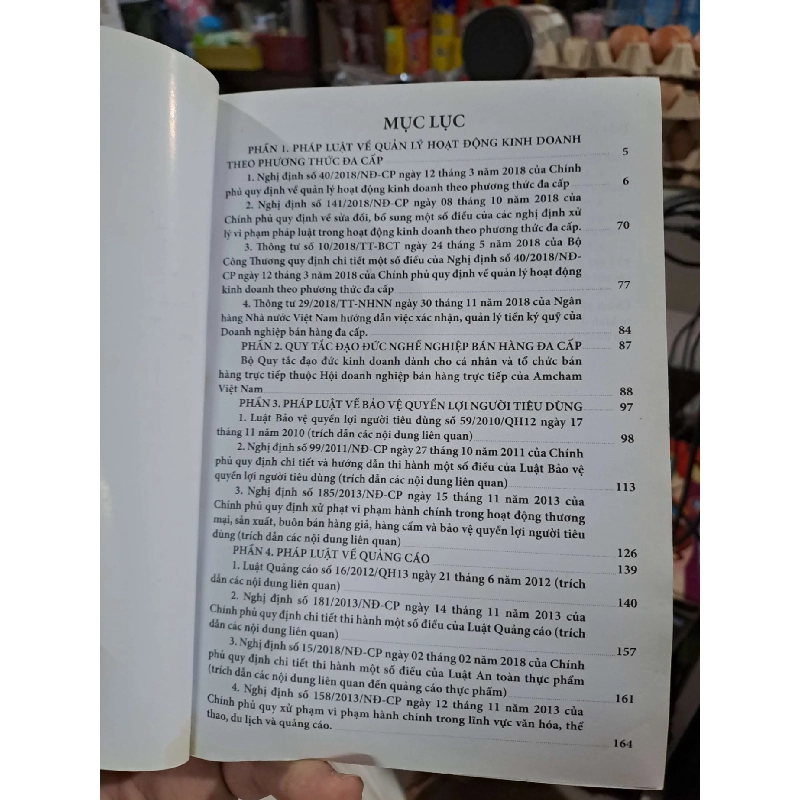 MỤC LỤC
PHẦN 1. PHÁP LUẬT VỀ QUẢN LÝ HOẠT ĐỘNG KINH DOANH
THEO PHƯƠNG THỨC ĐA CẤP 5
1. Nghị định số 40/2018/NĐ-CP ngày 12 tháng 3 năm 2018 của Chính
phủ quy định về quản lý hoạt động kinh doanh theo phương thức đa cấp 6
2. Nghị định số 141/2018/NĐ-CP ngày 08 tháng 10 năm 2018 của
Chính phủ quy định về sửa đổi, bổ sung một số điều của các nghị định xử
lý vi phạm pháp luật trong hoạt động kinh doanh theo phương thức đa cấp. 70
3. Thông tư số 10/2018/TT-BCT ngày 24 tháng 5 năm 2018 của Bộ
Công Thương quy định chi tiết một số điều của Nghị định số 40/2018/NĐ-
CP ngày 12 tháng 3 năm 2018 của Chính phủ quy định về quản lý hoạt động
kinh doanh theo phương thức đa cấp 77
4. Thông tư 29/2018/TT-NHNN ngày 30 tháng 11 năm 2018 của Ngân
hàng Nhà nước Việt Nam hướng dẫn việc xác nhận, quản lý tiền ký quỹ của
Doanh nghiệp bán hàng đa cấp. 84
PHẦN 2. QUY TẮC ĐẠO ĐỨC NGHỀ NGHIỆP BÁN HÀNG ĐA CẤP 87
Bộ Quy tắc đạo đức kinh doanh dành cho cá nhân và tổ chức bán
hàng trực tiếp thuộc Hội doanh nghiệp bán hàng trực tiếp của Amcham
Việt Nam 88
PHẦN 3. PHÁP LUẬT VỀ BẢO VỆ QUYỀN LỢI NGƯỜI TIÊU DÙNG 97
1. Luật Bảo vệ quyền lợi người tiêu dùng số 59/2010/QH12 ngày 17
tháng 11 năm 2010 (trích dẫn các nội dung liên quan) 98
2. Nghị định số 99/2011/NĐ-CP ngày 27 tháng 10 năm 2011 của Chính
phủ quy định chi tiết và hướng dẫn thi hành một số điều của Luật Bảo vệ
quyền lợi người tiêu dùng (trích dẫn các nội dung liên quan) 113
3. Nghị định số 185/2013/NĐ-CP ngày 15 tháng 11 năm 2013 của
Chính phủ quy định xử phạt vi phạm hành chính trong hoạt động thương
mại, sản xuất, buôn bán hàng giả, hàng cấm và bảo vệ quyền lợi người tiêu
dùng (trích dẫn các nội dung liên quan) 126
PHẦN 4. PHÁP LUẬT VỀ QUẢNG CÁO 139
1. Luật Quảng cáo số 16/2012/QH13 ngày 21 tháng 6 năm 2012 (trích
dẫn các nội dung liên quan) 140
2. Nghị định số 181/2013/NĐ-CP ngày 14 tháng 11 năm 2013 của
Chính phủ quy định chi tiết thi hành một số điều của Luật Quảng cáo (trích
dẫn các nội dung liên quan) 157
3. Nghị định số 15/2018/NĐ-CP ngày 02 tháng 02 năm 2018 của Chính
phủ quy định chi tiết thi hành một số điều của Luật An toàn thực phẩm
(trích dẫn các nội dung liên quan đến quảng cáo thực phẩm) 161
4. Nghị định số 158/2013/NĐ-CP ngày 12 tháng 11 năm 2013 của
Chính phủ quy xử phạm vi phạm hành chính trong lĩnh vực văn hóa, thể
thao, du lịch và quảng cáo. 164